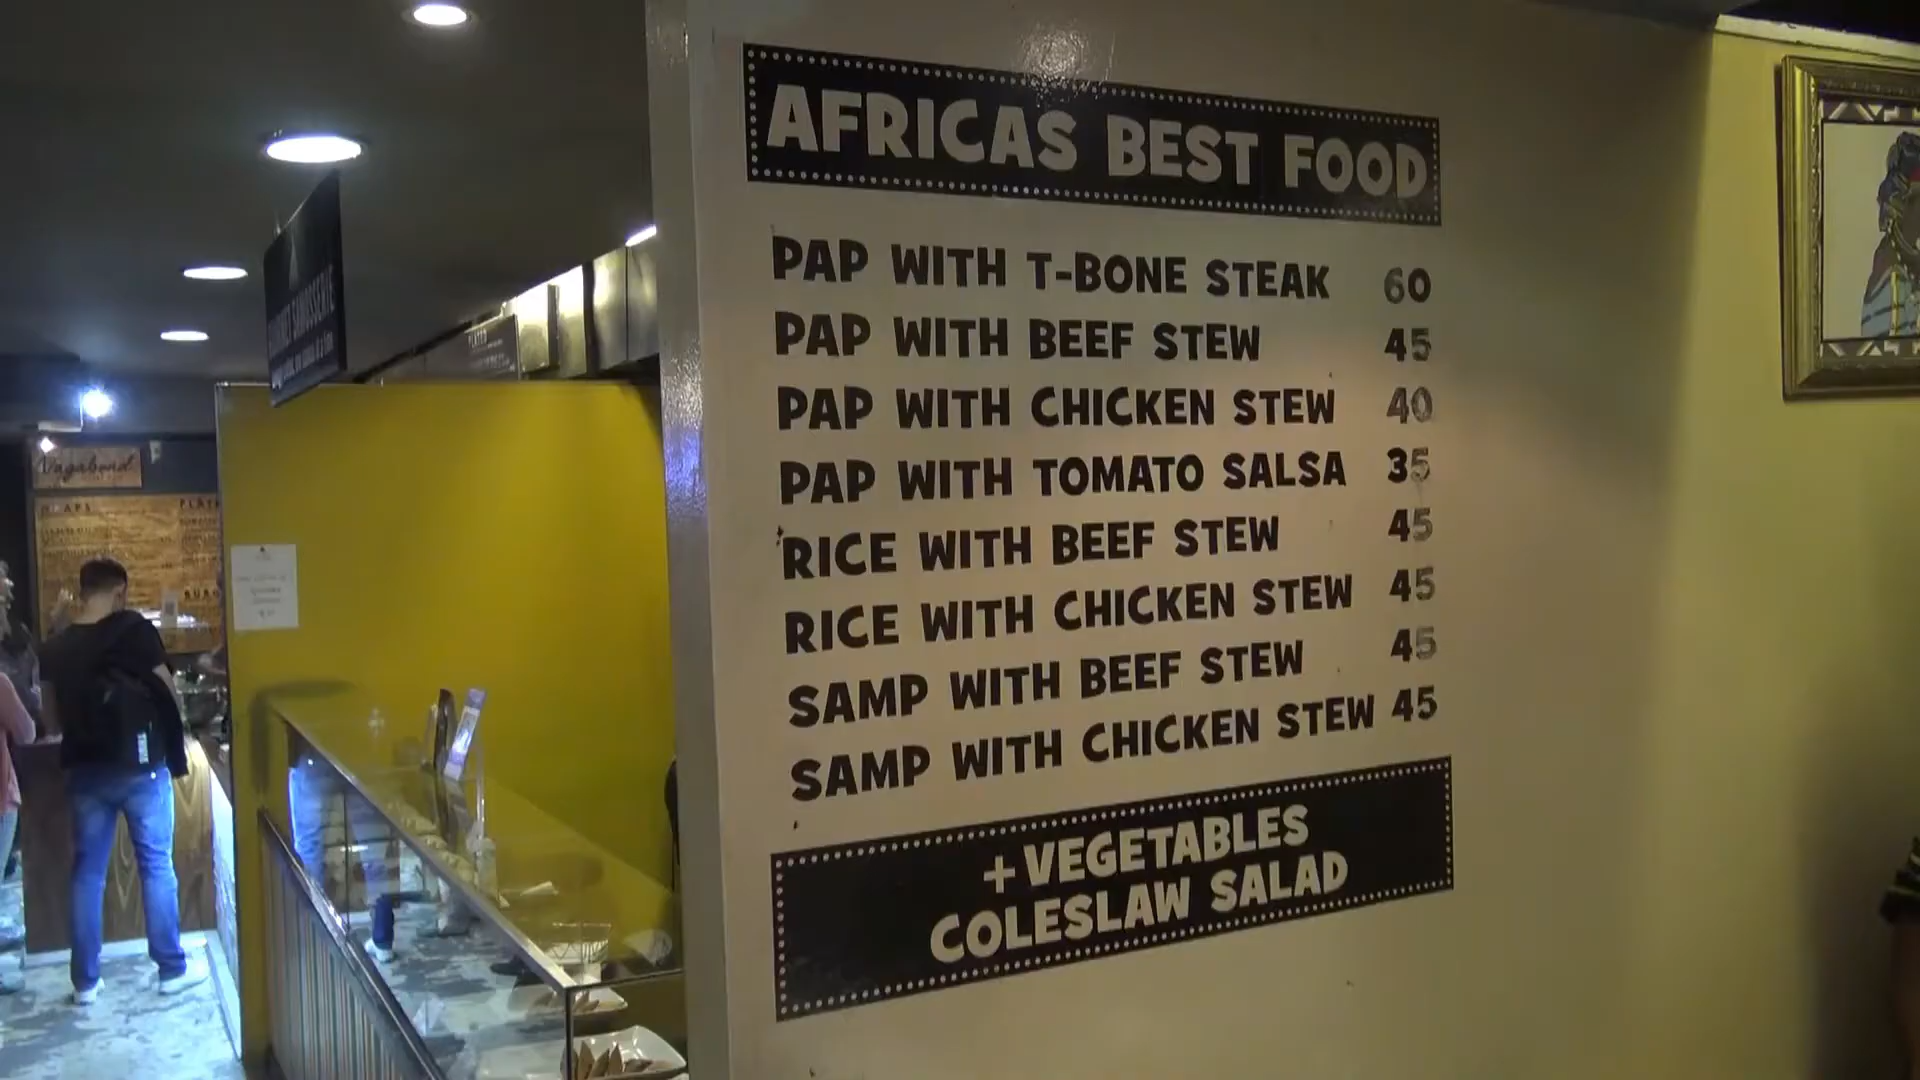 AFRICAS BEST FOOD
PAP WITH T-BONE STEAK 60
PAP WITH BEEF STEW 45
PAP WITH CHICKEN STEW 40
PAP WITH TOMATO SALSA 35
RICE WITH BEEF STEW 45
RICE WITH CHICKEN STEW 45
SAMP WITH BEEF STEW 45
SAMP WITH CHICKEN STEW 45
+VEGETABLES
COLESLAW SALAD
Vagabond